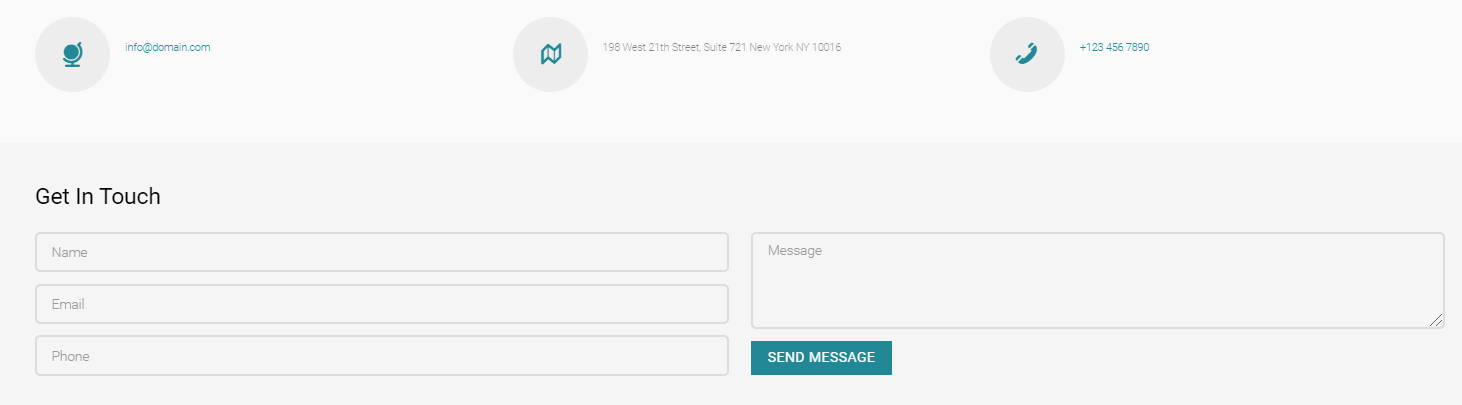 info@domain.com
198 West 21th Street, Suite 721 New York NY 10016
+123 456 7890
Get In Touch
Name
Message
Email
Phone
SEND MESSAGE